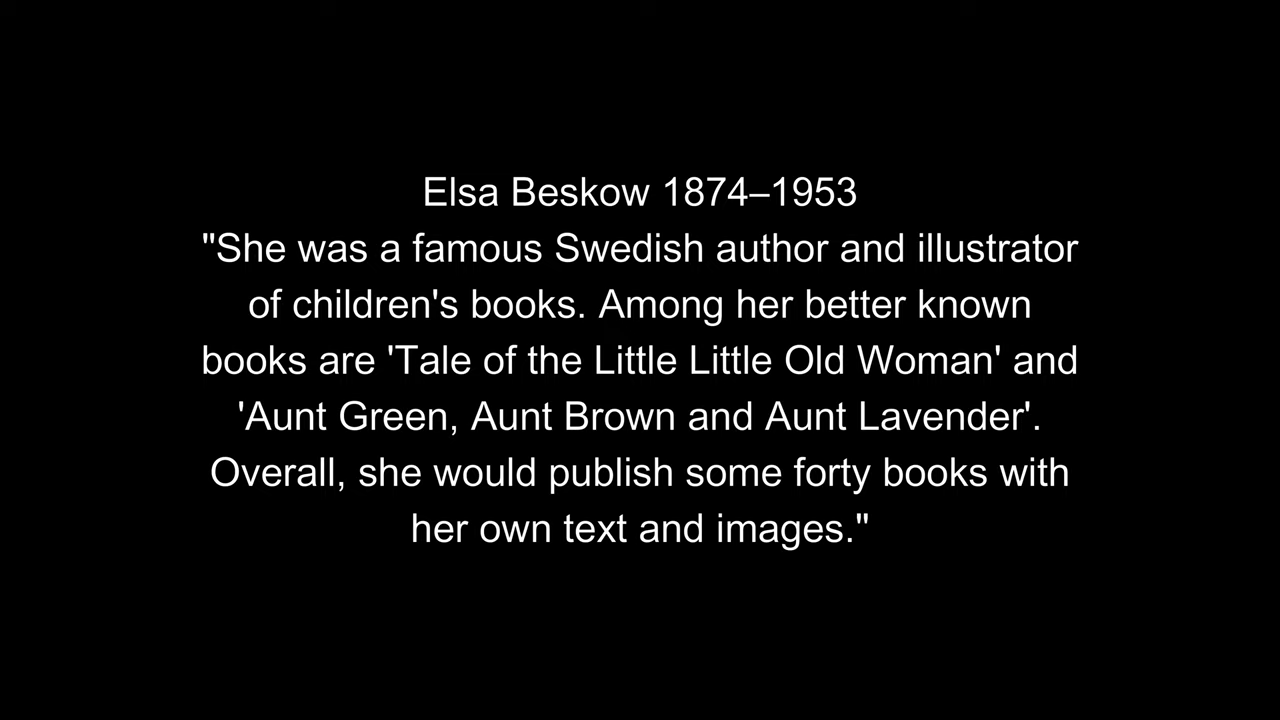 Elsa Beskow 1874–1953
"She was a famous Swedish author and illustrator
of children's books. Among her better known
books are 'Tale of the Little Little Old Woman' and
'Aunt Green, Aunt Brown and Aunt Lavender'.
Overall, she would publish some forty books with
her own text and images."